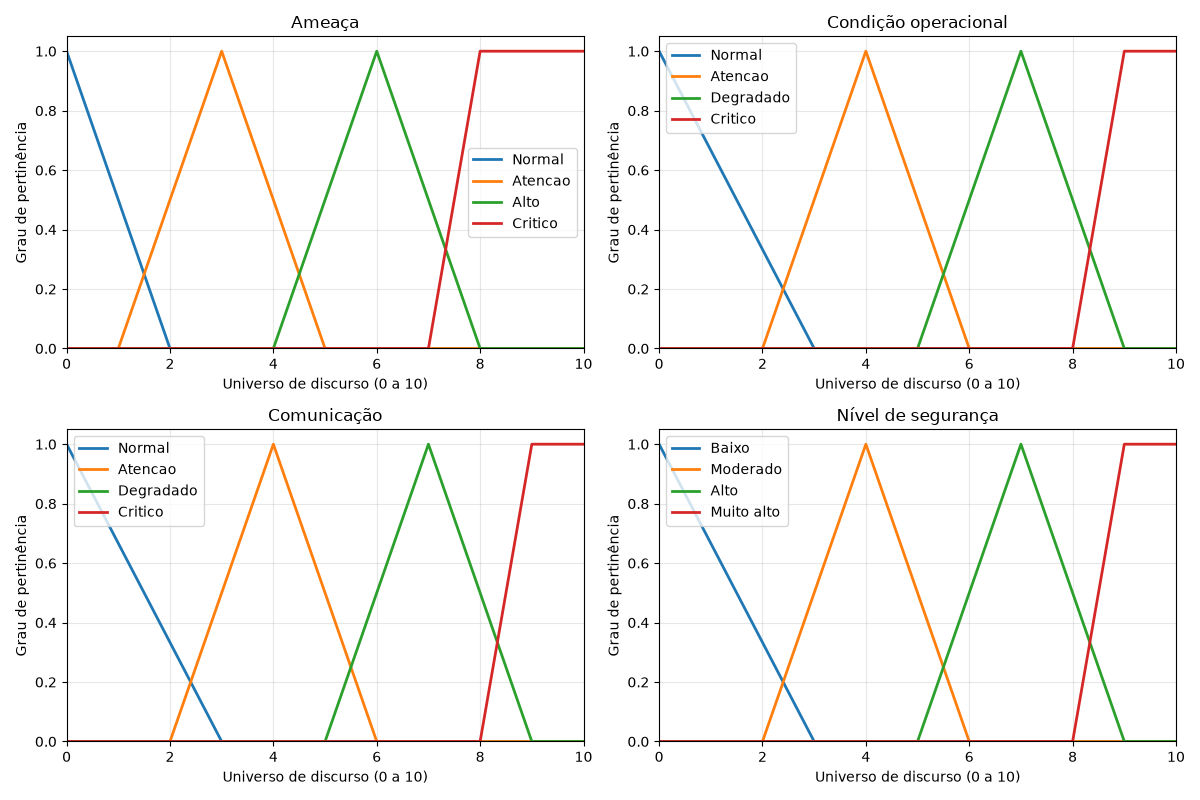 Ameaça
Grau de pertinência
1.0
0.8
0.6
0.4
0.2
0.0
Normal
Atencao
Alto
Critico
0 2 4 6 8 10
Universo de discurso (0 a 10)
Condição operacional
Grau de pertinência
1.0
0.8
0.6
0.4
0.2
0.0
Normal
Atencao
Degradado
Critico
0 2 4 6 8 10
Universo de discurso (0 a 10)
Comunicação
Grau de pertinência
1.0
0.8
0.6
0.4
0.2
0.0
Normal
Atencao
Degradado
Critico
0 2 4 6 8 10
Universo de discurso (0 a 10)
Nível de segurança
Grau de pertinência
1.0
0.8
0.6
0.4
0.2
0.0
Baixo
Moderado
Alto
Muito alto
0 2 4 6 8 10
Universo de discurso (0 a 10)